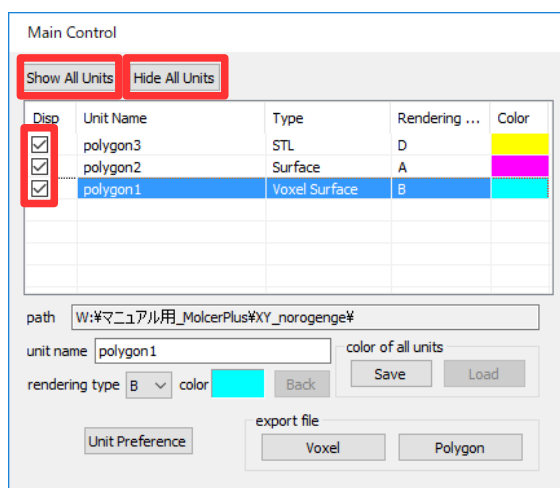 Main Control
Show All Units Hide All Units
Disp Unit Name Type Rendering ... Color
polygon3 STL D
polygon2 Surface A
polygon1 Voxel Surface B
path W:¥マニュアル用_MolcerPlus¥XY_norogenge¥
unit name polygon1 color of all units
Save Load
rendering type B color Back
export file
Unit Preference Voxel Polygon